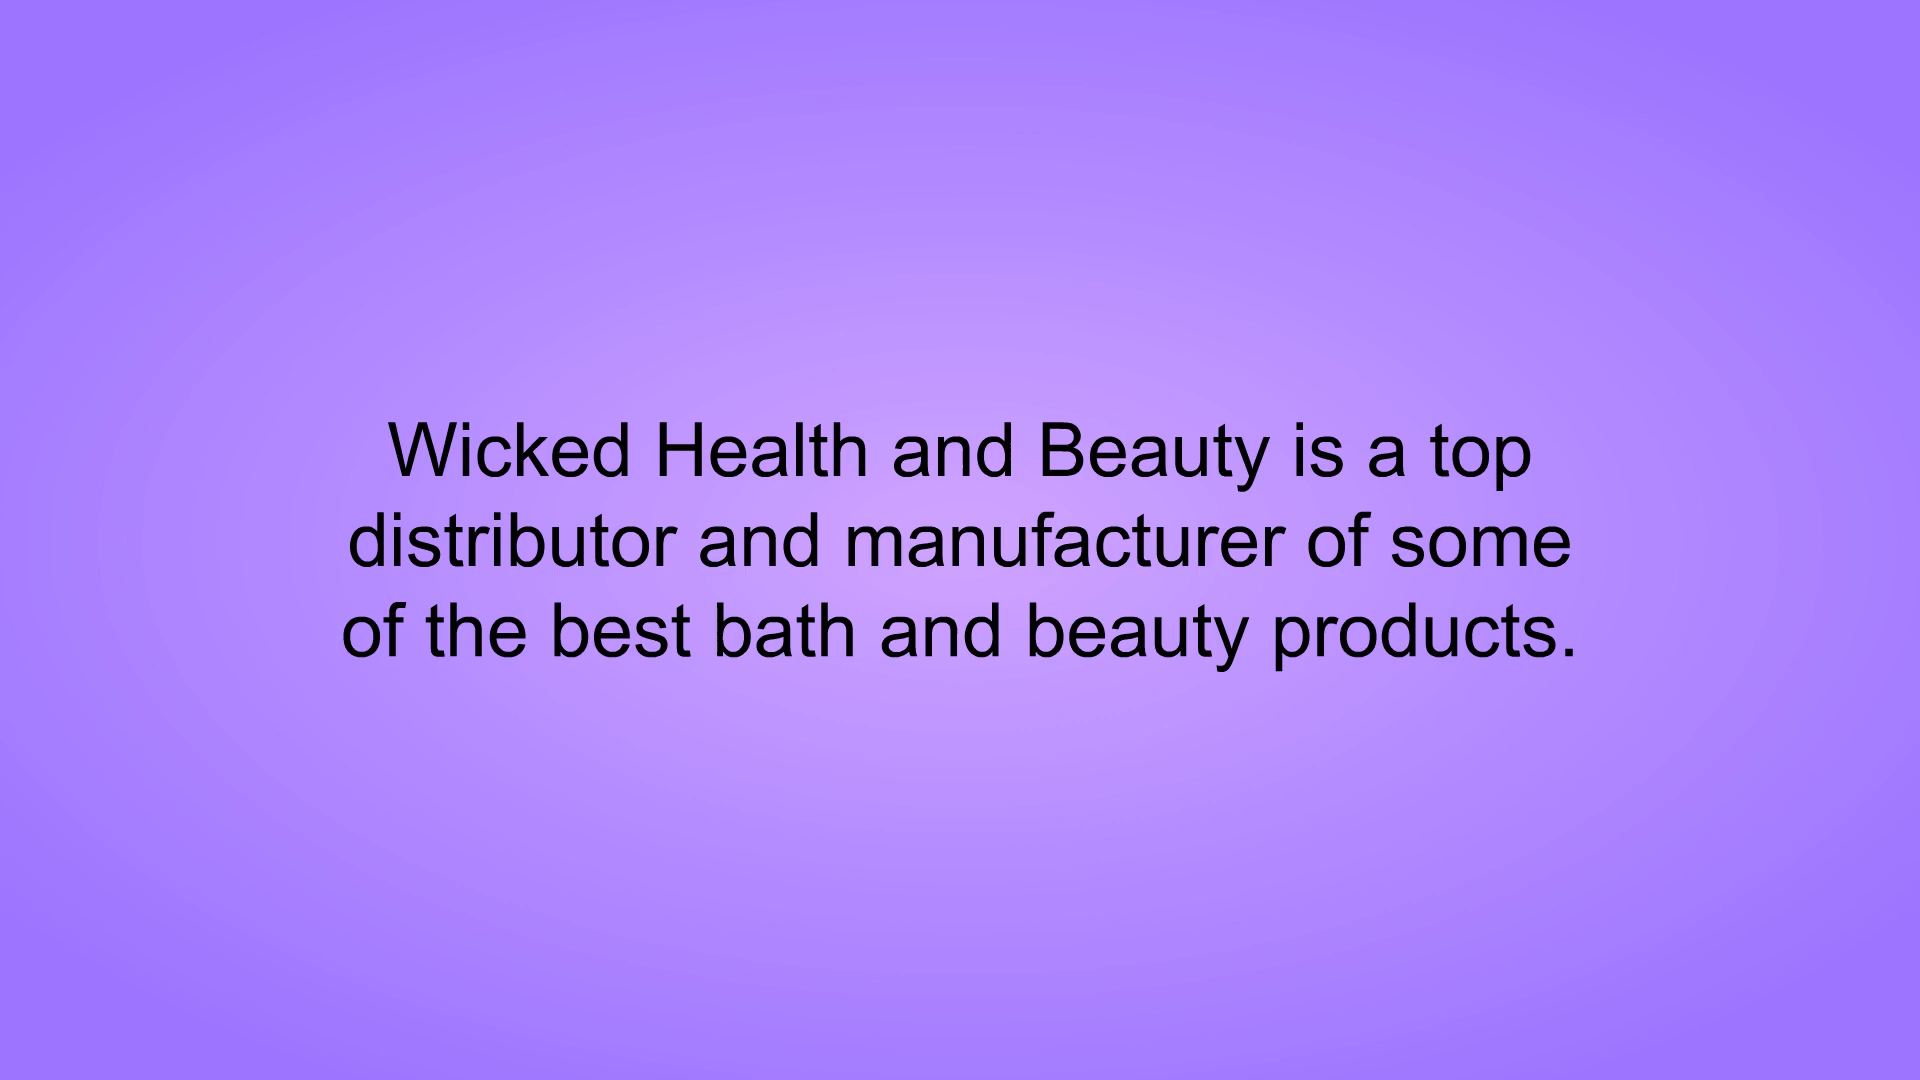 Wicked Health and Beauty is a top
distributor and manufacturer of some
of the best bath and beauty products.